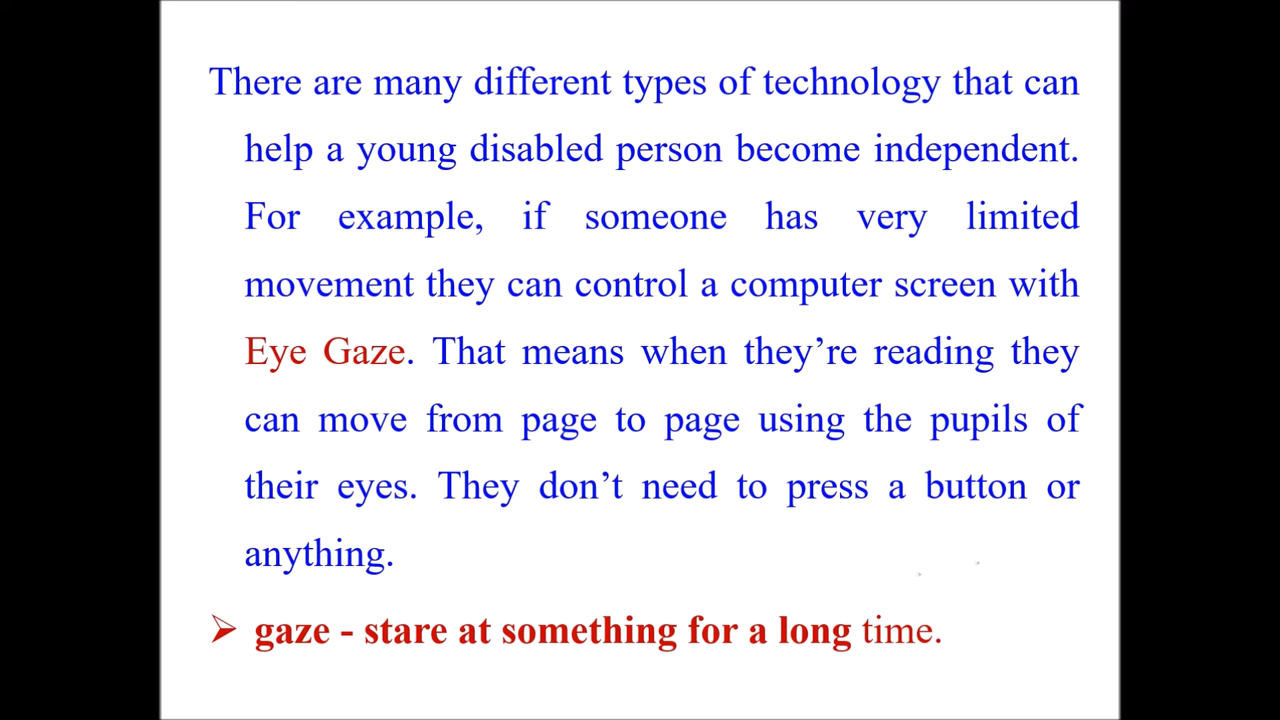 There are many different types of technology that can
help a young disabled person become independent.
For example, if someone has very limited
movement they can control a computer screen with
Eye Gaze. That means when they’re reading they
can move from page to page using the pupils of
their eyes. They don’t need to press a button or
anything.
➢ gaze - stare at something for a long time.